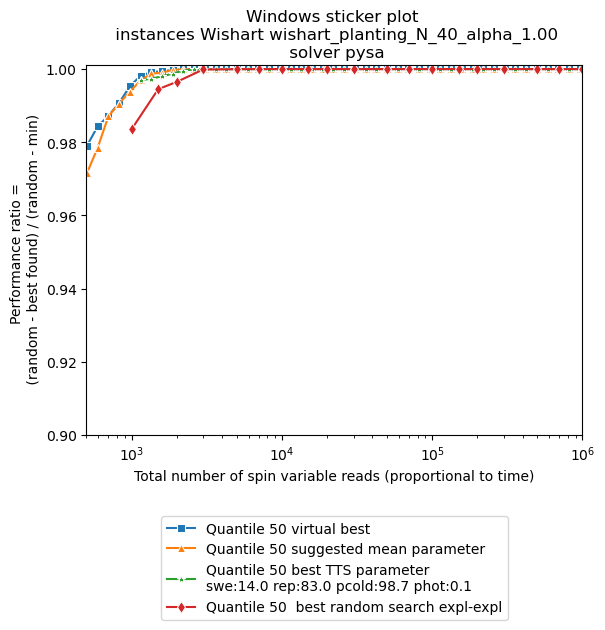 Windows sticker plot
instances Wishart wishart_planting_N_40_alpha_1.00
solver pysa
Performance ratio =
(random - best found) / (random - min)
1.00
0.98
0.96
0.94
0.92
0.90
10³ 10⁴ 10⁵ 10⁶
Total number of spin variable reads (proportional to time)
Quantile 50 virtual best
Quantile 50 suggested mean parameter
Quantile 50 best TTS parameter
swe:14.0 rep:83.0 pcold:98.7 phot:0.1
Quantile 50  best random search expl-expl